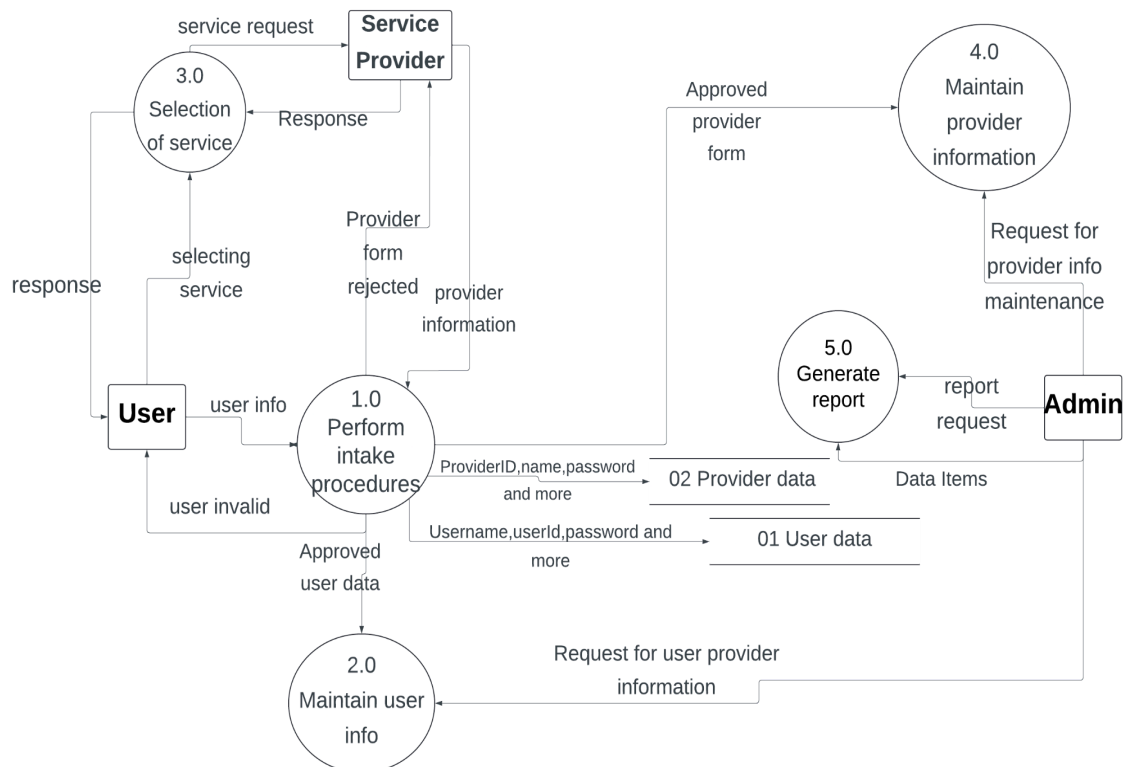 service request
Service
Provider
3.0
Selection
of service
Response
4.0
Maintain
provider
information
Approved
provider
form
Provider
form
rejected
selecting
service
response
provider
information
Request for
provider info
maintenance
5.0
Generate
report
report
request
Admin
Data Items
User
user info
1.0
Perform
intake
procedures
ProviderID,name,password
and more
02 Provider data
user invalid
Username,userId,password and
more
01 User data
Approved
user data
2.0
Maintain user
info
Request for user provider
information